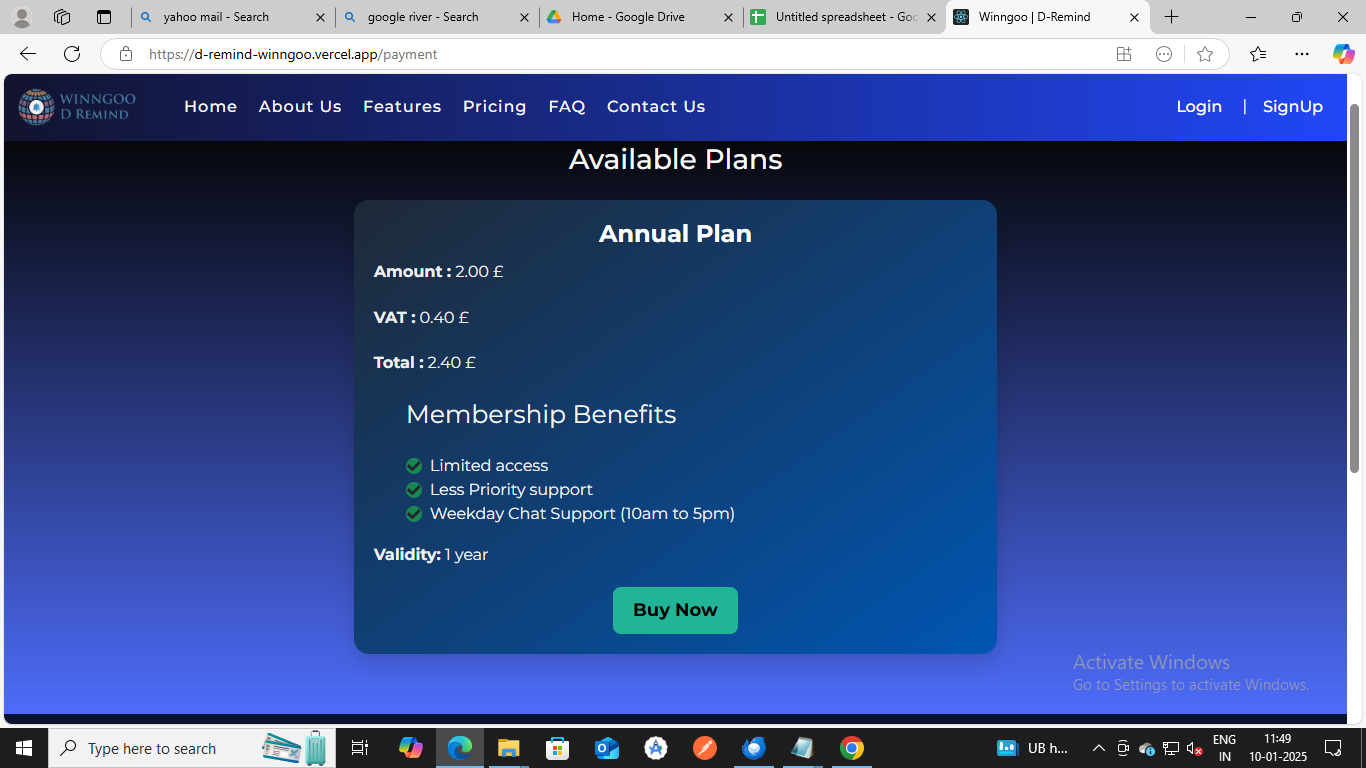 yahoo mail - Search
google river - Search
Home - Google Drive
Untitled spreadsheet - Goo
Winngoo | D-Remind
https://d-remind-winngoo.vercel.app/payment
WINNGOO
D REMIND
Home
About Us
Features
Pricing
FAQ
Contact Us
Login
|
SignUp
Available Plans
Annual Plan
Amount : 2.00 £
VAT : 0.40 £
Total : 2.40 £
Membership Benefits
Limited access
Less Priority support
Weekday Chat Support (10am to 5pm)
Validity: 1 year
Buy Now
Activate Windows
Go to Settings to activate Windows.
Type here to search
UB h...
ENG
IN
11:49
10-01-2025